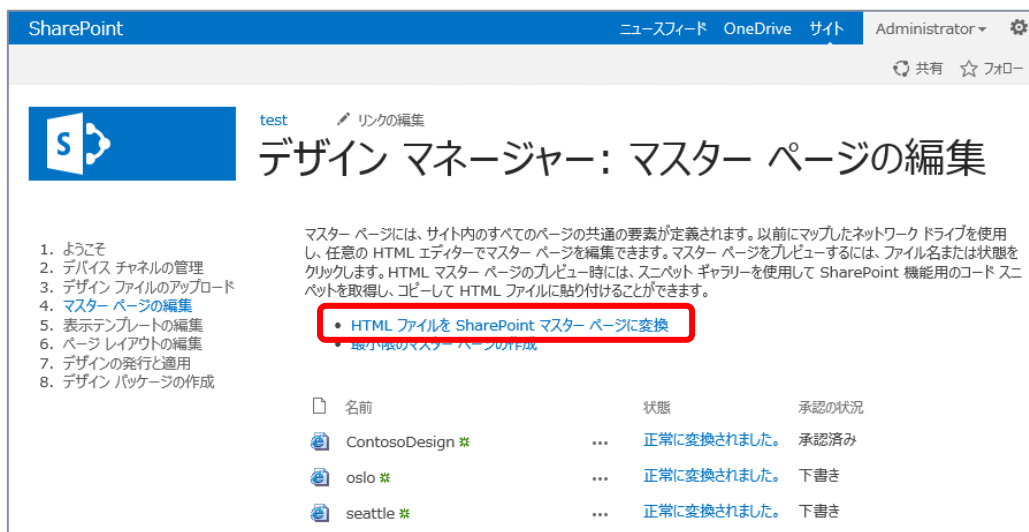 SharePoint
ニュースフィード OneDrive サイト Administrator
共有 フォロー
S
test リンクの編集
デザイン マネージャー: マスター ページの編集
1. ようこそ
2. デバイス チャネルの管理
3. デザイン ファイルのアップロード
4. マスター ページの編集
5. 表示テンプレートの編集
6. ページ レイアウトの編集
7. デザインの発行と適用
8. デザイン パッケージの作成
マスター ページには、サイト内のすべてのページの共通の要素が定義されます。以前にマップしたネットワーク ドライブを使用
し、任意の HTML エディターでマスター ページを編集できます。マスター ページをプレビューするには、ファイル名または状態を
クリックします。HTML マスター ページのプレビュー時には、スニペット ギャラリーを使用して SharePoint 機能用のコード スニ
ペットを取得し、コピーして HTML ファイルに貼り付けることができます。
• HTML ファイルを SharePoint マスター ページに変換
• 最小限のマスター ページの作成
名前 状態 承認の状況
ContosoDesign ... 正常に変換されました。 承認済み
oslo ... 正常に変換されました。 下書き
seattle ... 正常に変換されました。 下書き